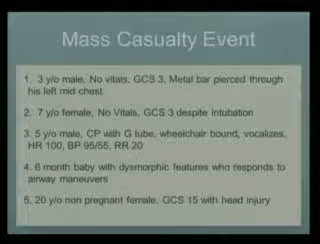 Mass Casualty Event
1. 3 y/o male, No vitals, GCS 3, Metal bar pierced through
his left mid chest
2. 7 y/o female, No Vitals, GCS 3 despite intubation
3. 5 y/o male, CP with G tube, wheelchair bound, vocalizes,
HR 100, BP 95/55, RR 20
4. 6 month baby with dysmorphic features who responds to
airway maneuvers
5. 20 y/o non pregnant female, GCS 15 with head injury